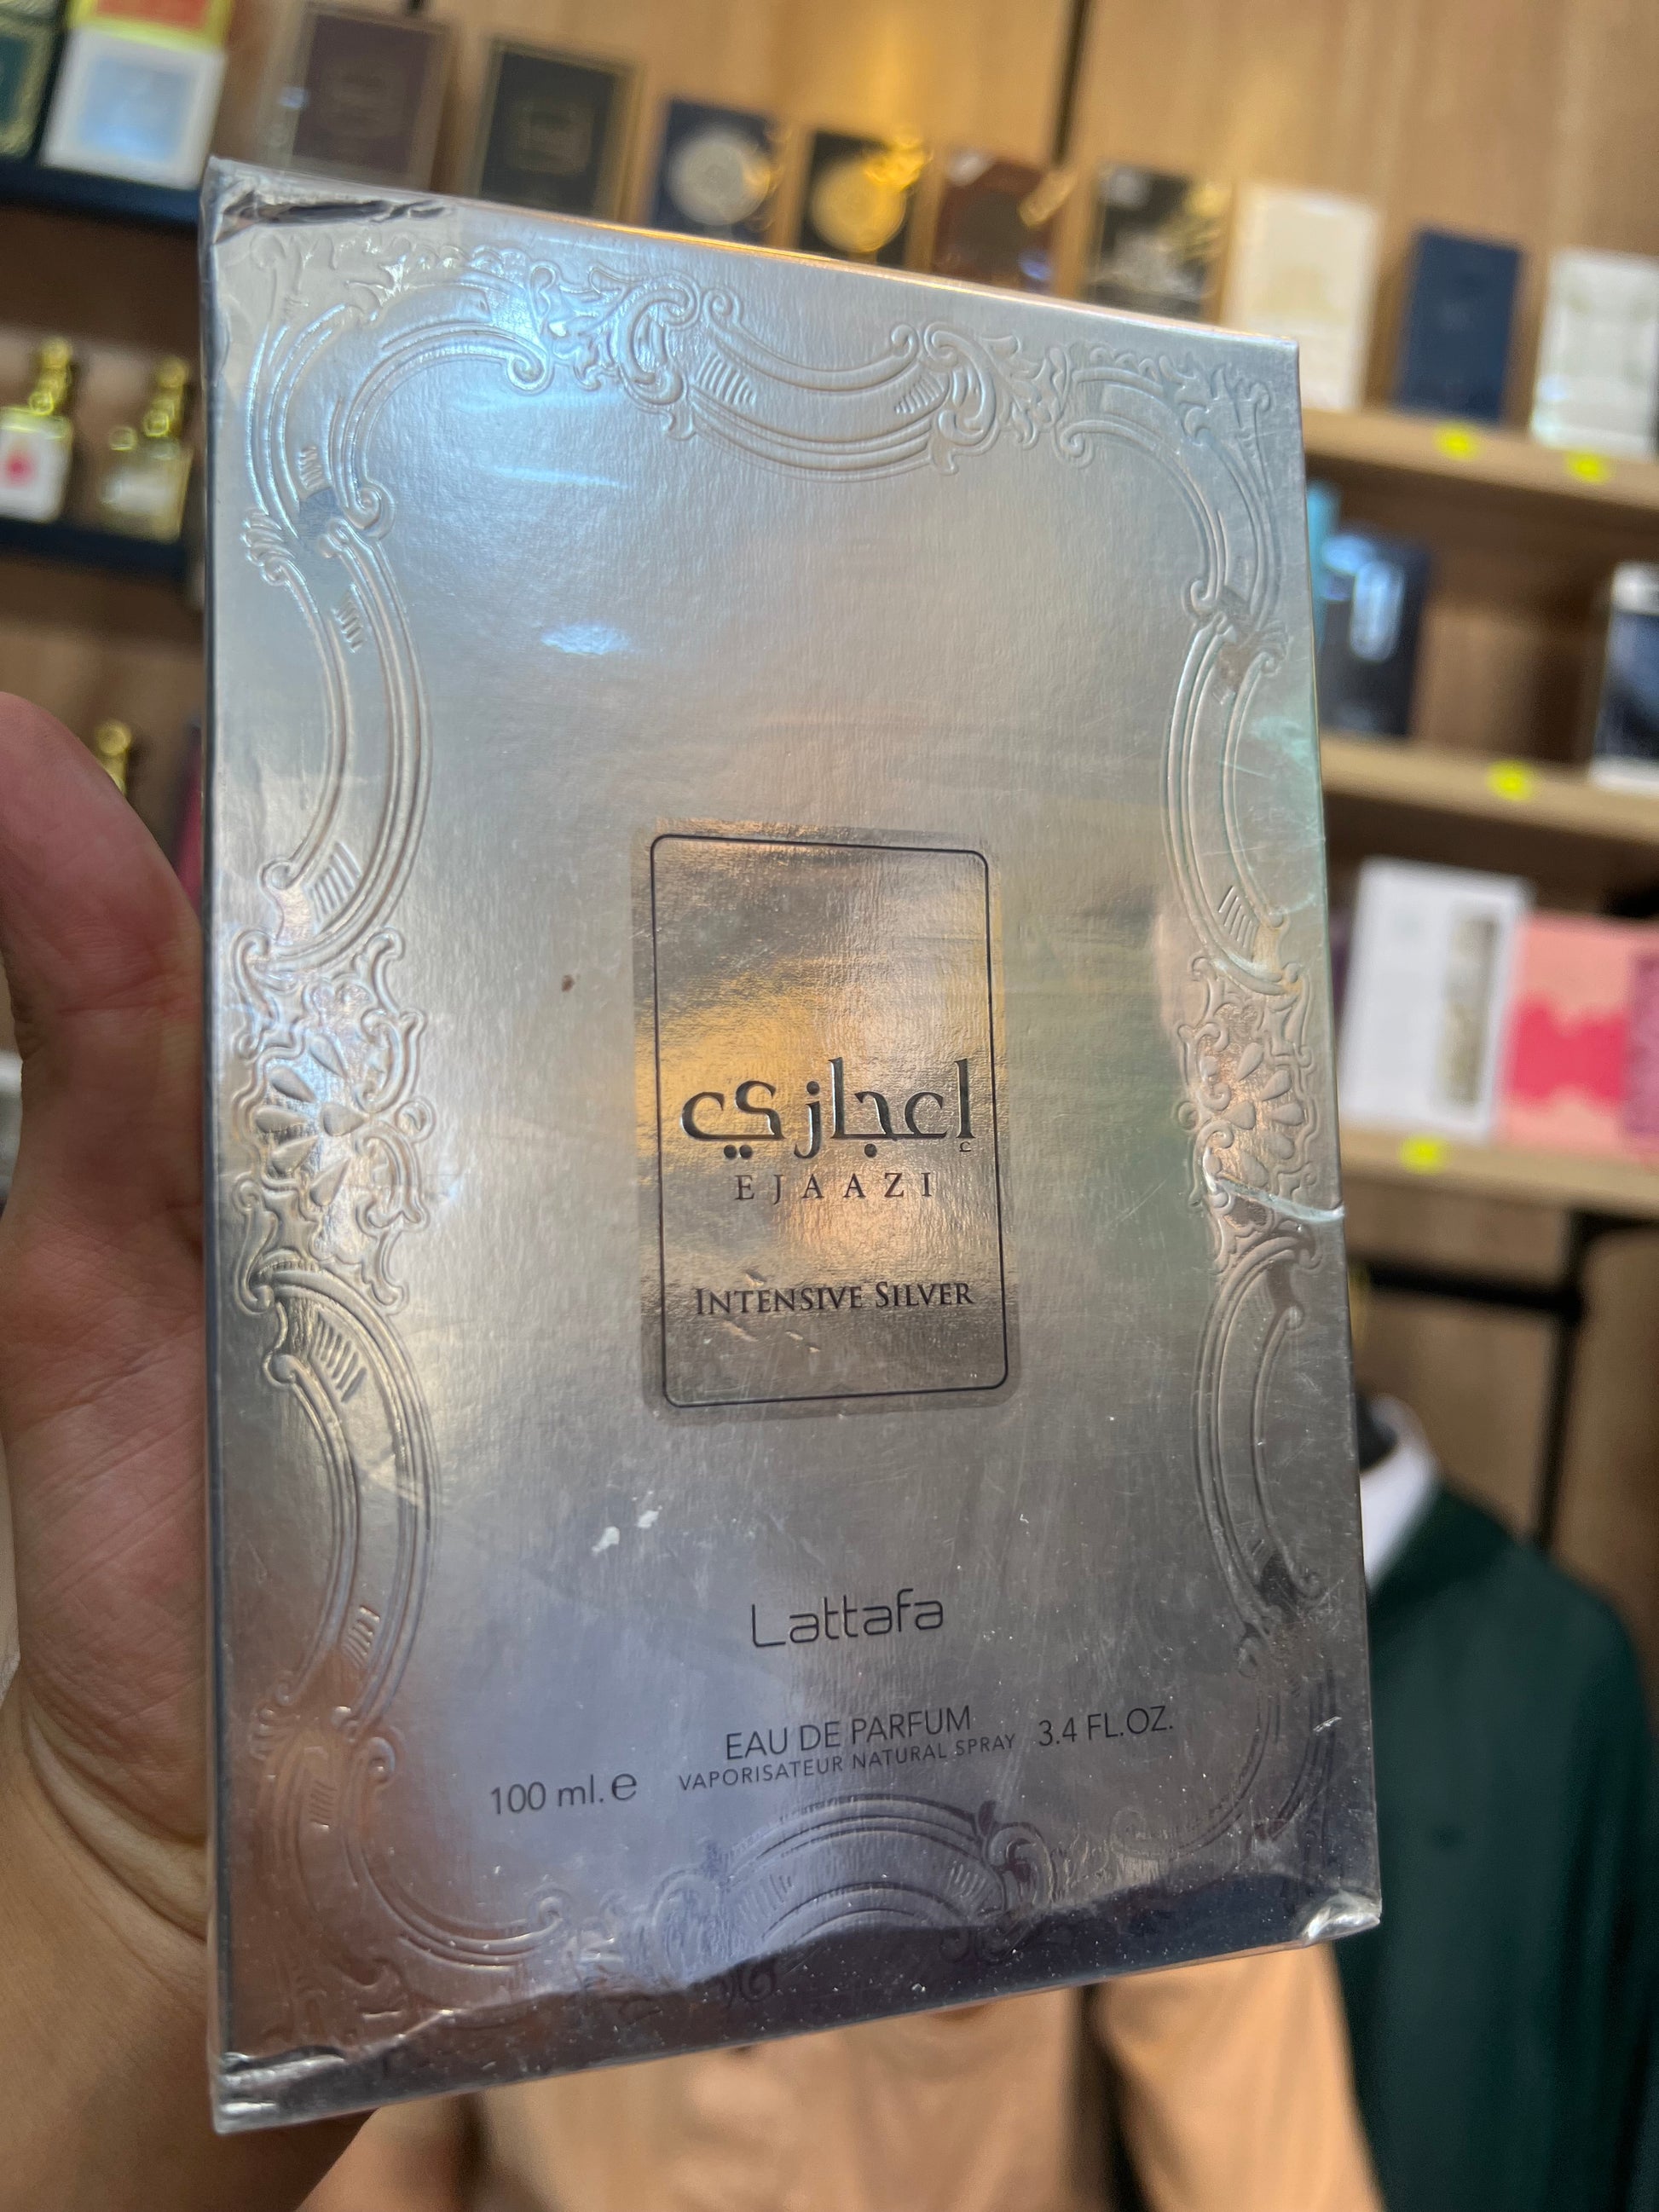 إعجازي
EJAAZI
INTENSIVE SILVER
Lattafa
EAU DE PARFUM
VAPORISATEUR NATURAL SPRAY
100 ml. e
3.4 FL.OZ.